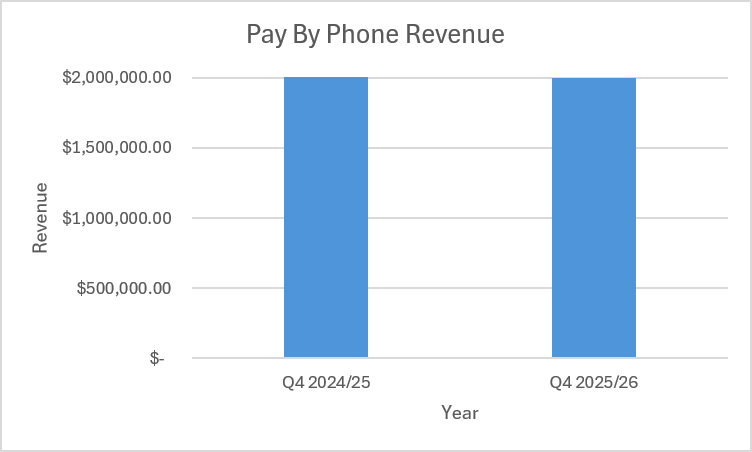 Pay By Phone Revenue
$2,000,000.00
$1,500,000.00
$1,000,000.00
$500,000.00
$-
Revenue
Q4 2024/25
Q4 2025/26
Year